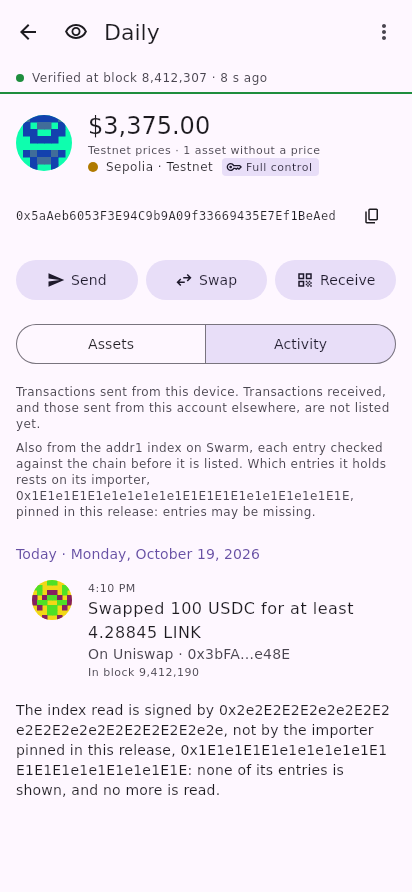 Daily
Verified at block 8,412,307 · 8 s ago
$3,375.00
Testnet prices · 1 asset without a price
Sepolia · Testnet Full control
0x5aAeb6053F3E94C9b9A09f33669435E7Ef1BeAed
Send Swap Receive
Assets Activity
Transactions sent from this device. Transactions received,
and those sent from this account elsewhere, are not listed
yet.
Also from the addr1 index on Swarm, each entry checked
against the chain before it is listed. Which entries it holds
rests on its importer,
0x1E1e1E1E1e1e1e1e1e1E1E1E1E1e1e1E1e1e1e1E1E,
pinned in this release: entries may be missing.
Today · Monday, October 19, 2026
4:10 PM
Swapped 100 USDC for at least
4.28845 LINK
On Uniswap · 0x3bFA...e48E
In block 9,412,190
The index read is signed by 0x2e2E2E2E2e2e2E2E2
e2E2E2e2e2E2E2E2E2E2e2e, not by the importer
pinned in this release, 0x1E1e1E1E1e1e1e1e1e1E1
E1E1E1E1e1e1E1e1e1E1E: none of its entries is
shown, and no more is read.